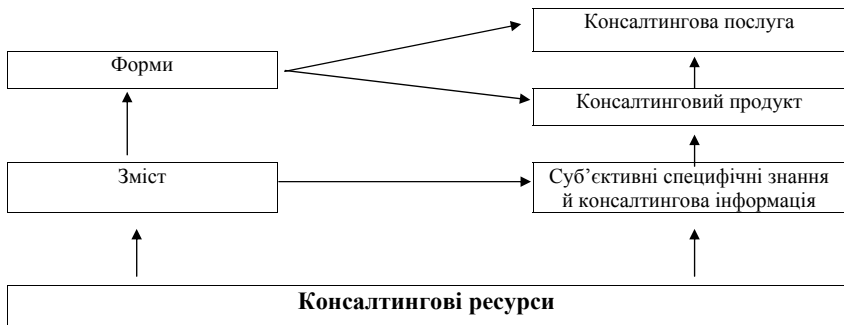 Консалтингова послуга
Форми
Консалтинговий продукт
Зміст
Суб’єктивні специфічні знання
й консалтингова інформація
Консалтингові ресурси